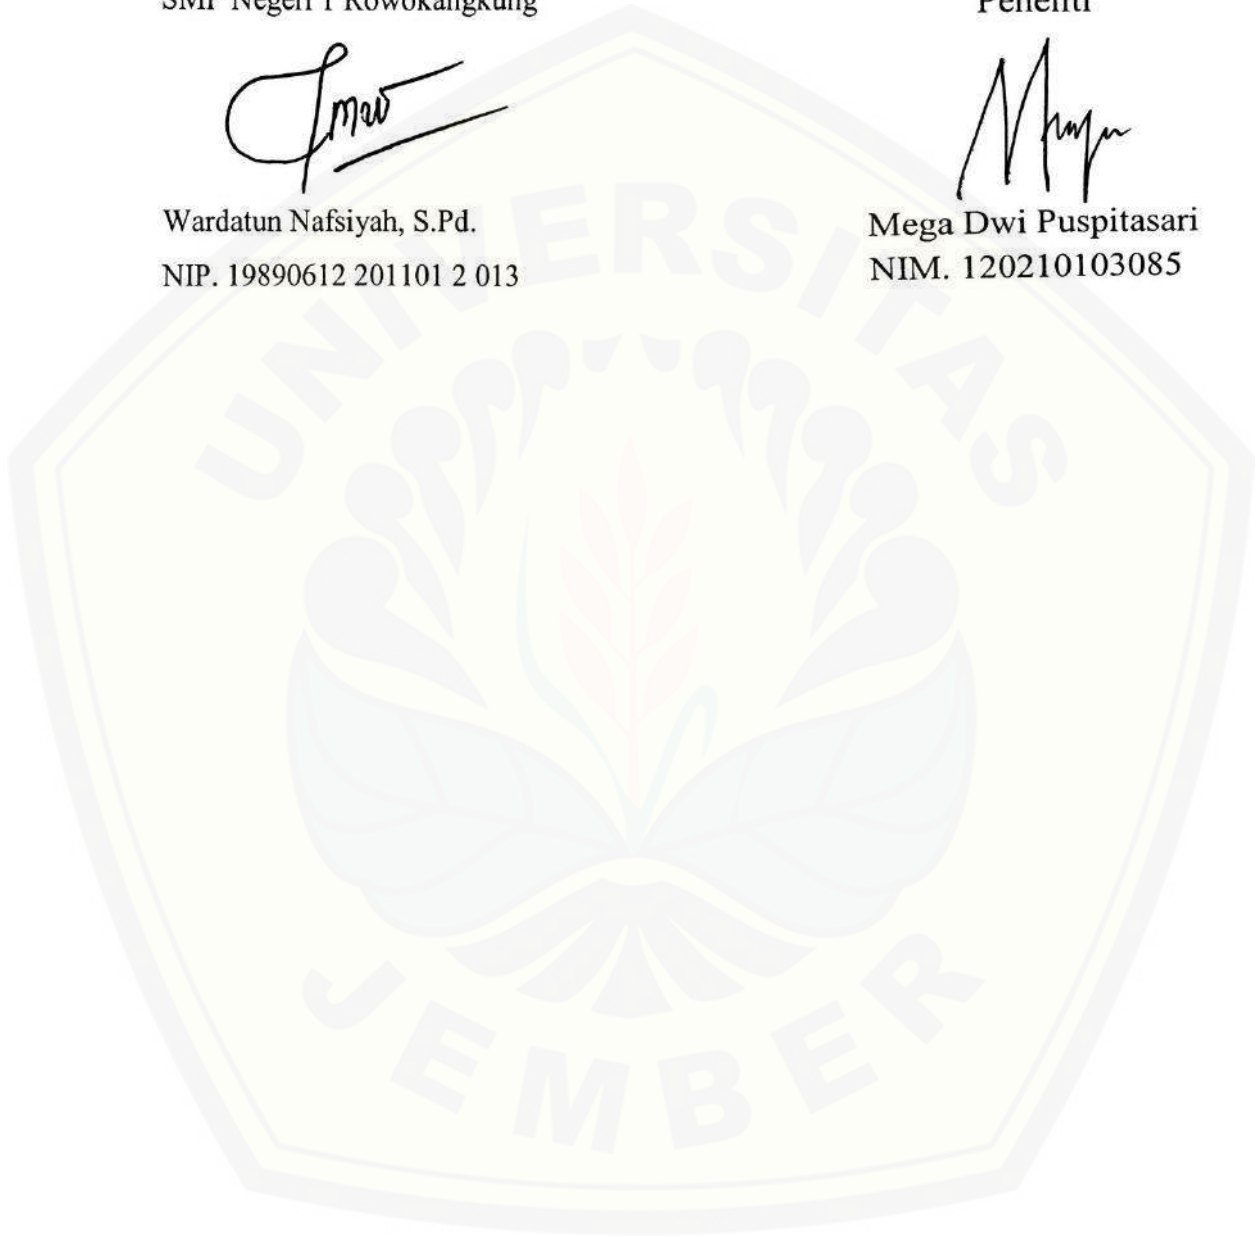 SMP Negeri 1 Rowokangkung
Peneliti
Wardatun Nafsiyah, S.Pd.
NIP. 19890612 201101 2 013
Mega Dwi Puspitasari
NIM. 120210103085
UNIVERSITAS
JEMBER